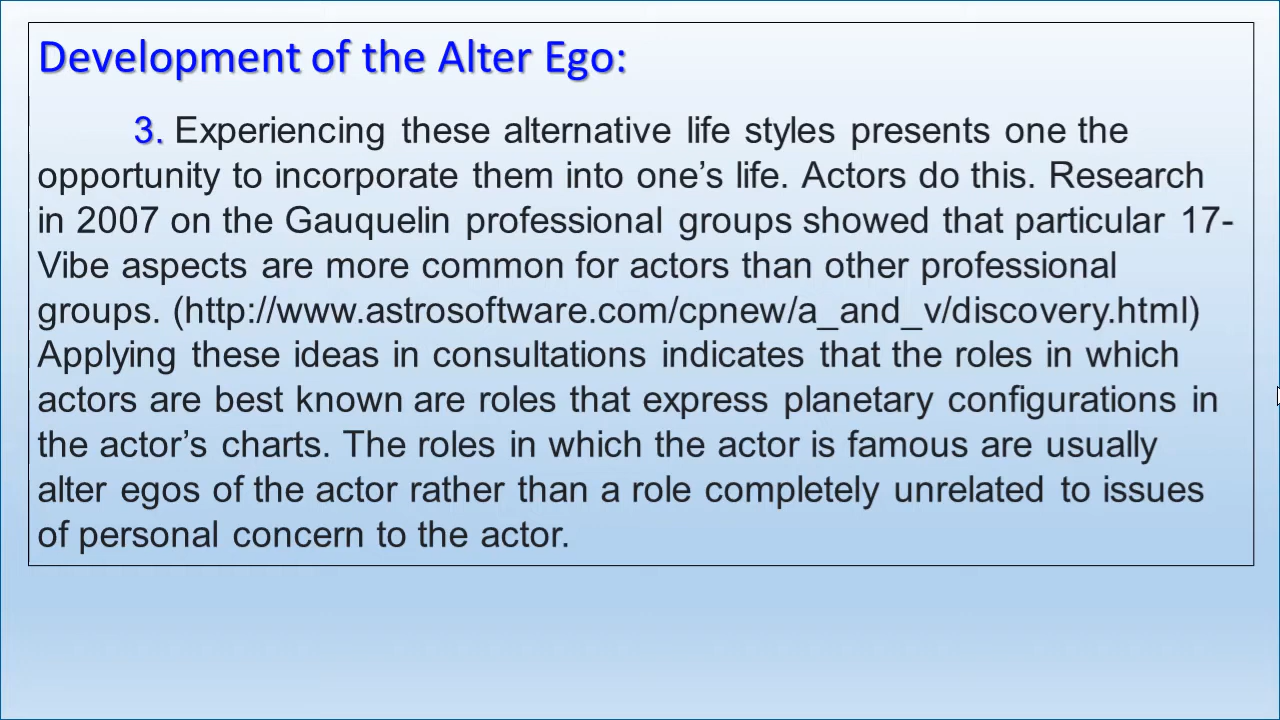 Development of the Alter Ego:
3. Experiencing these alternative life styles presents one the
opportunity to incorporate them into one’s life. Actors do this. Research
in 2007 on the Gauquelin professional groups showed that particular 17-
Vibe aspects are more common for actors than other professional
groups. (http://www.astrosoftware.com/cpnew/a_and_v/discovery.html)
Applying these ideas in consultations indicates that the roles in which
actors are best known are roles that express planetary configurations in
the actor’s charts. The roles in which the actor is famous are usually
alter egos of the actor rather than a role completely unrelated to issues
of personal concern to the actor.